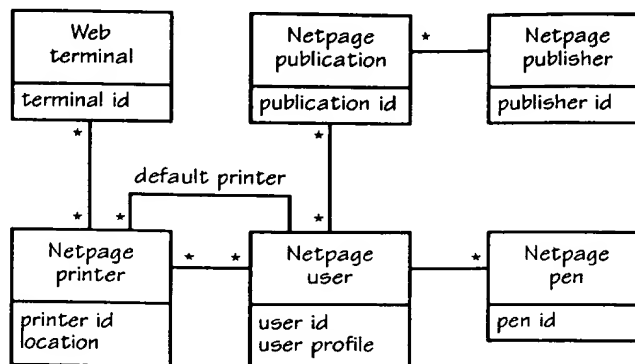 Web
terminal
terminal id
Netpage
publication
publication id
*
Netpage
publisher
publisher id
*
*
default printer
*
*
*
Netpage
printer
printer id
location
*
*
Netpage
user
user id
user profile
*
Netpage
pen
pen id